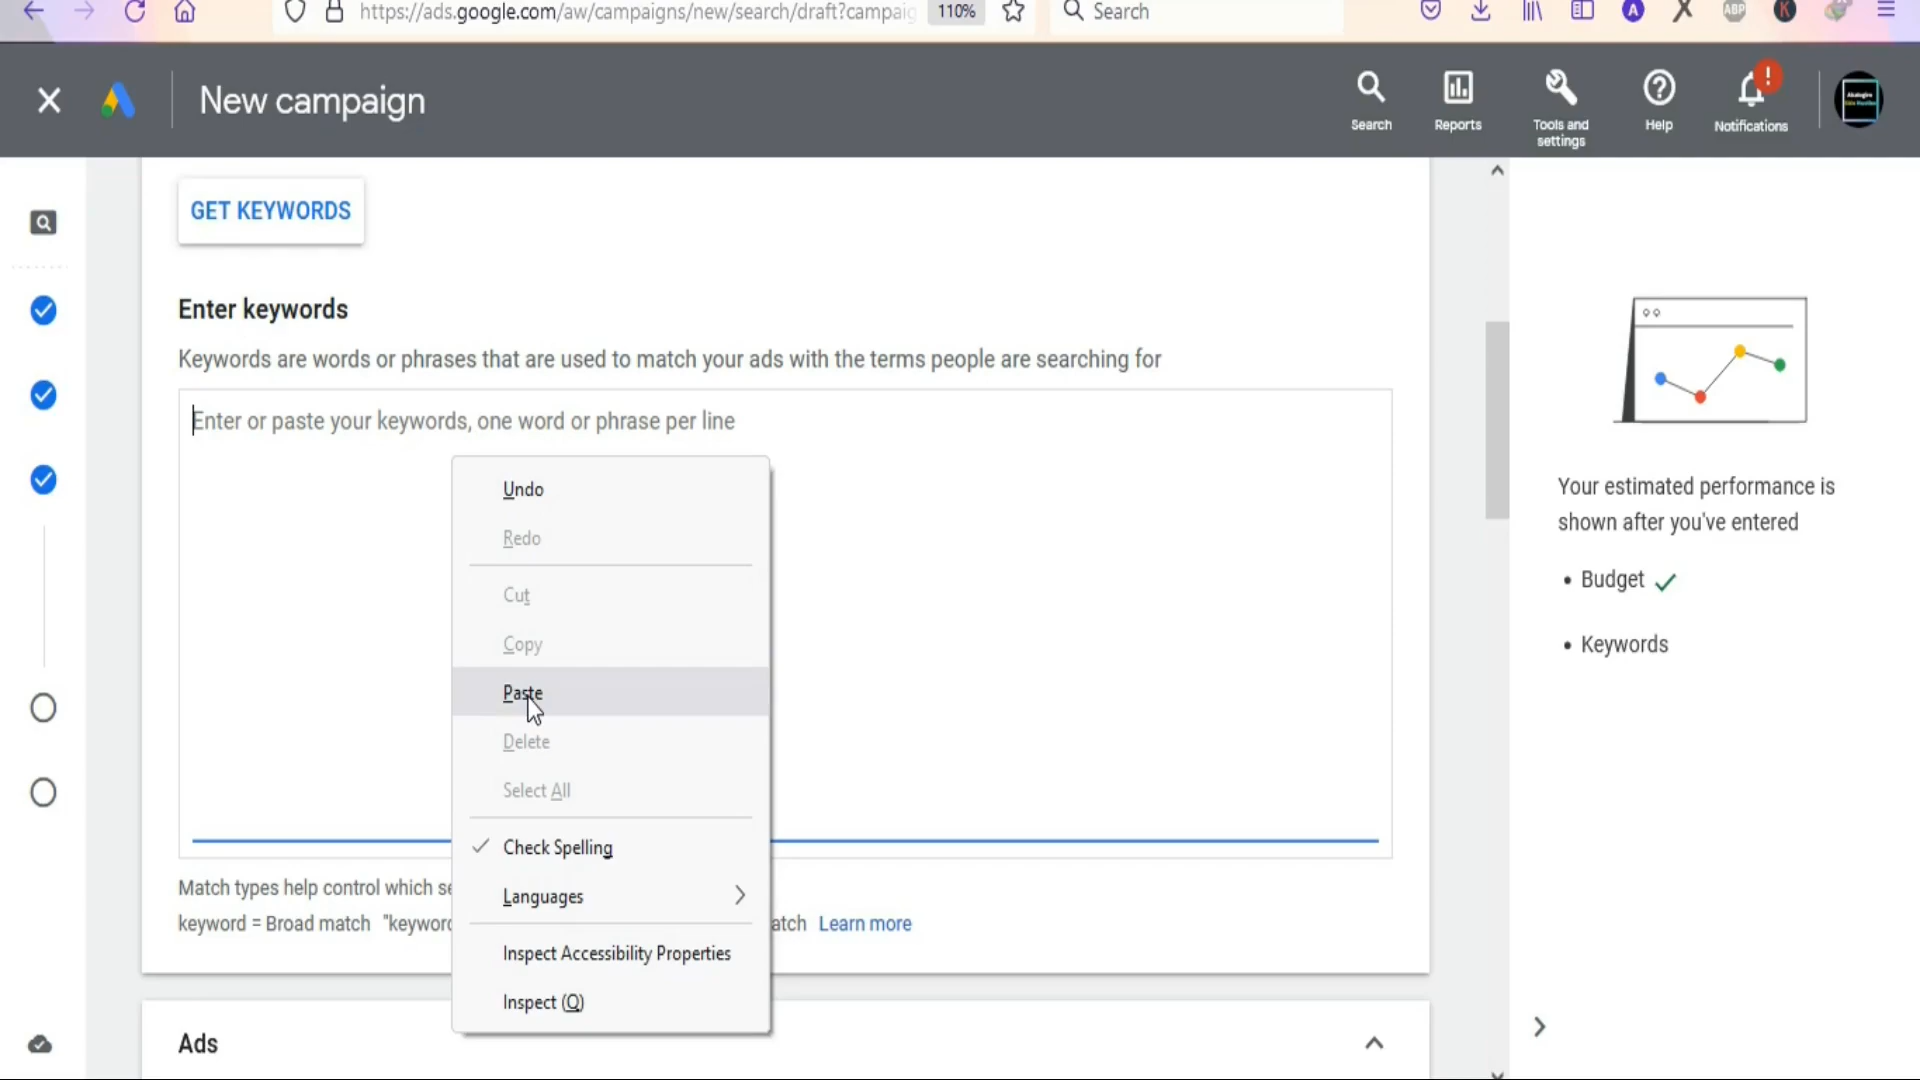 https://ads.google.com/aw/campaigns/new/search/draft?campaig
110%
Search
A
ABP
K
New campaign
Search
Reports
Tools and
settings
Help
!
Notifications
GET KEYWORDS
Enter keywords
Keywords are words or phrases that are used to match your ads with the terms people are searching for
Enter or paste your keywords, one word or phrase per line
Undo
Redo
Cut
Copy
Paste
Delete
Select All
Check Spelling
Languages
Inspect Accessibility Properties
Inspect (Q)
Match types help control which se
keyword = Broad match "keyword atch Learn more
Ads
Your estimated performance is
shown after you've entered
• Budget
• Keywords